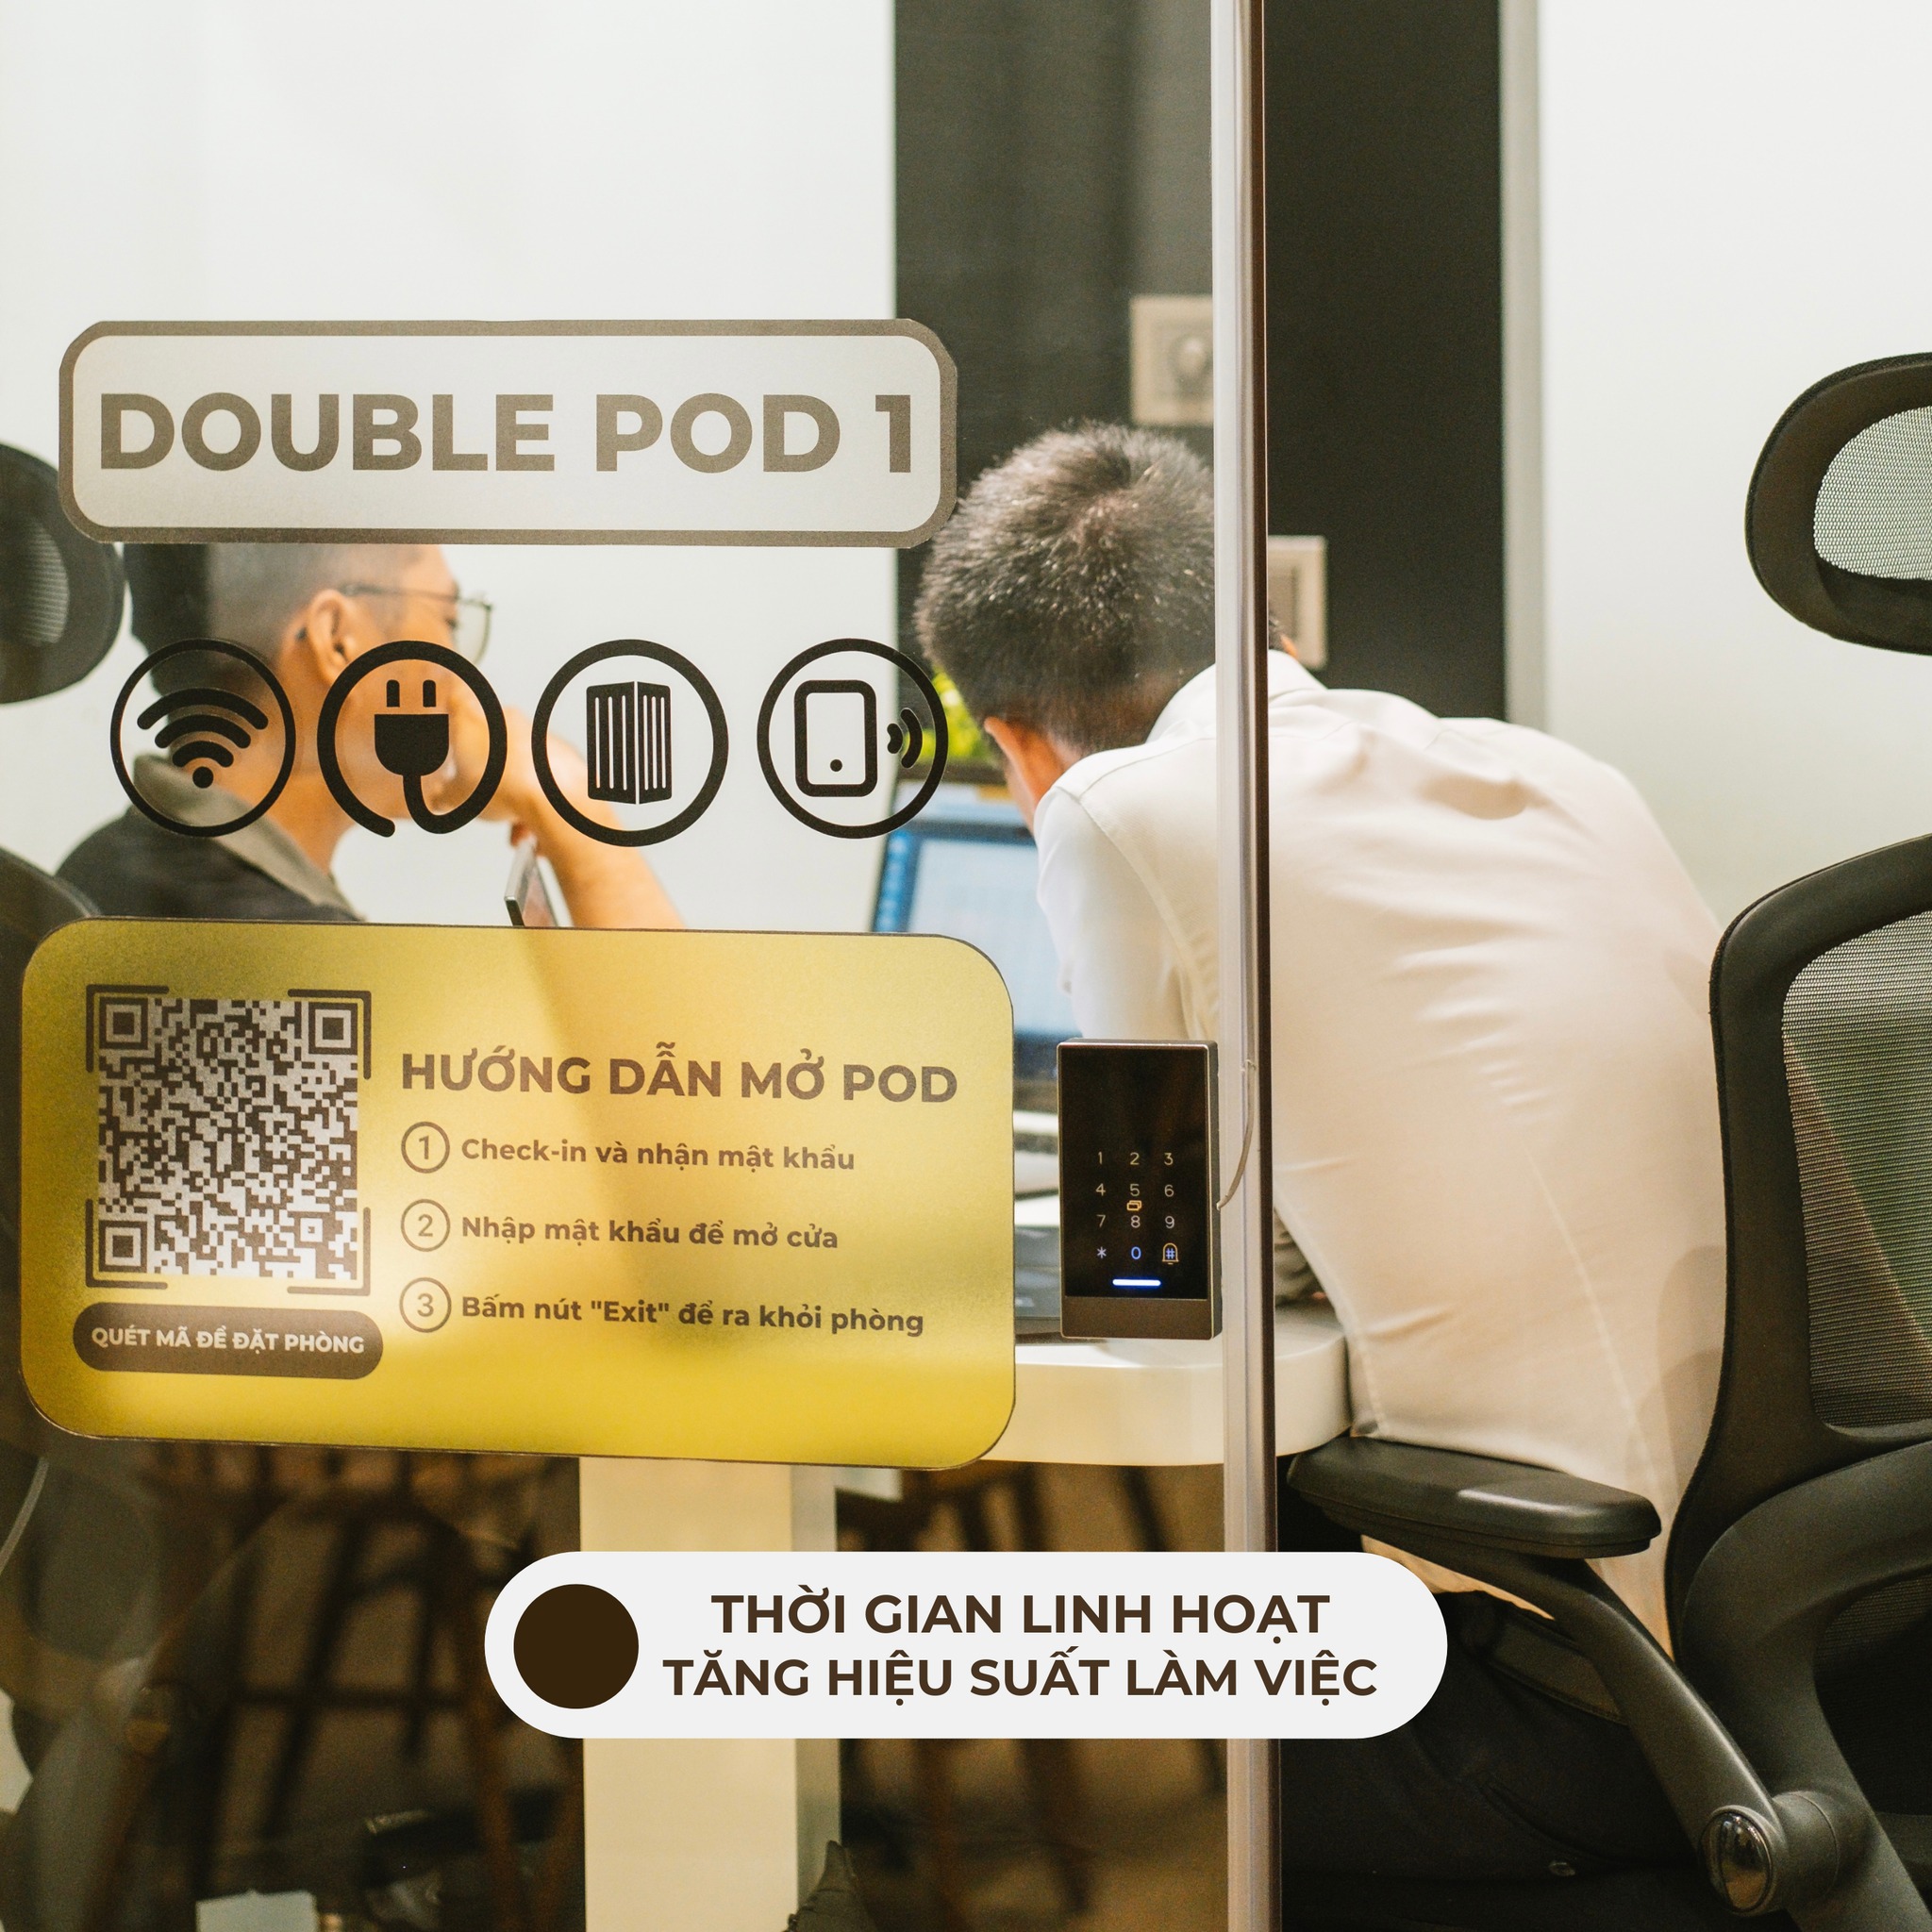 DOUBLE POD 1
HƯỚNG DẪN MỞ POD
1 Check-in và nhận mật khẩu
2 Nhập mật khẩu để mở cửa
3 Bấm nút "Exit" để ra khỏi phòng
QUÉT MÃ ĐỂ ĐẶT PHÒNG
1 2 3
4 5 6
7 8 9
* 0 #
THỜI GIAN LINH HOẠT
TĂNG HIỆU SUẤT LÀM VIỆC